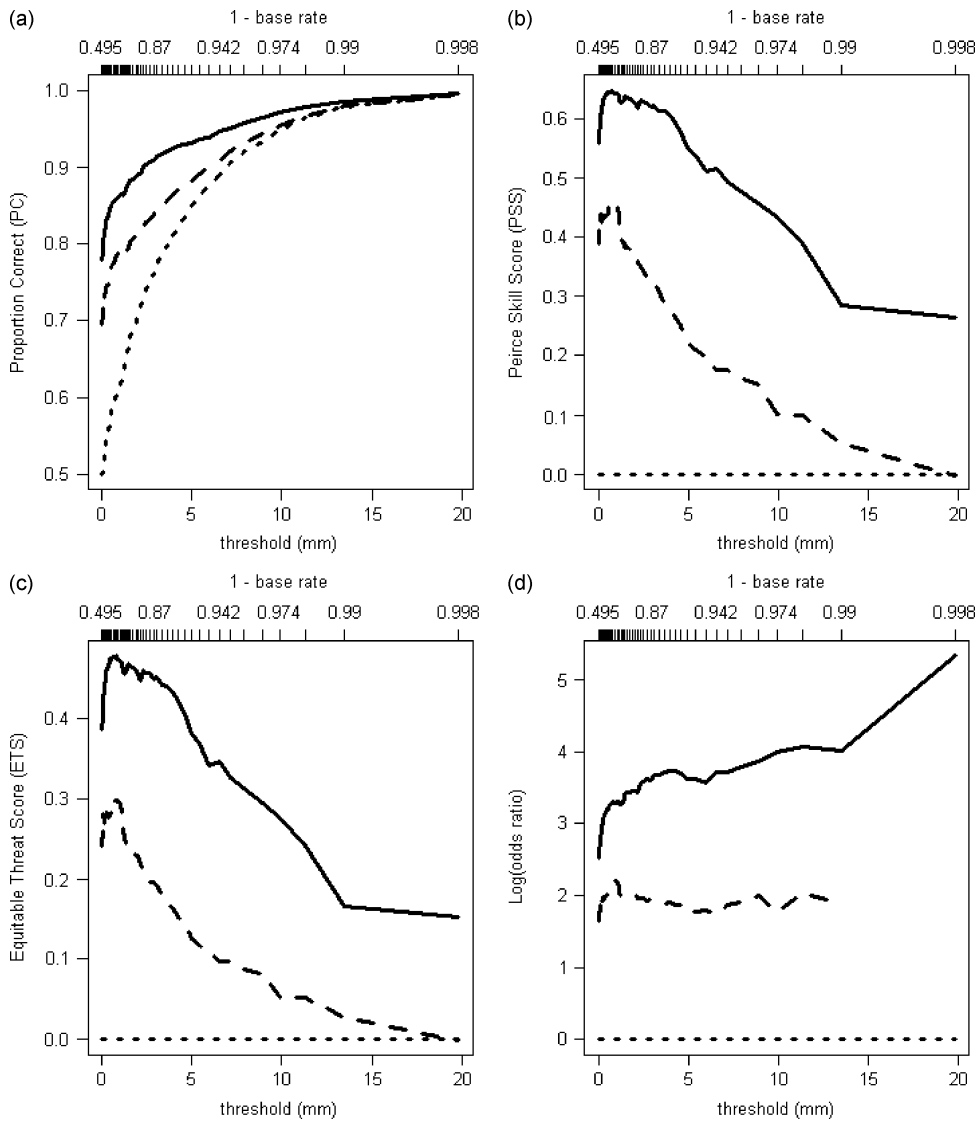 (a)
1 - base rate
0.495 0.87 0.942 0.974 0.99 0.998
1.0
0.9
0.8
0.7
0.6
0.5
Proportion Correct (PC)
0 5 10 15 20
threshold (mm)
(b)
1 - base rate
0.495 0.87 0.942 0.974 0.99 0.998
0.6
0.5
0.4
0.3
0.2
0.1
0.0
Peirce Skill Score (PSS)
0 5 10 15 20
threshold (mm)
(c)
1 - base rate
0.495 0.87 0.942 0.974 0.99 0.998
0.4
0.3
0.2
0.1
0.0
Equitable Threat Score (ETS)
0 5 10 15 20
threshold (mm)
(d)
1 - base rate
0.495 0.87 0.942 0.974 0.99 0.998
5
4
3
2
1
0
Log(odds ratio)
0 5 10 15 20
threshold (mm)